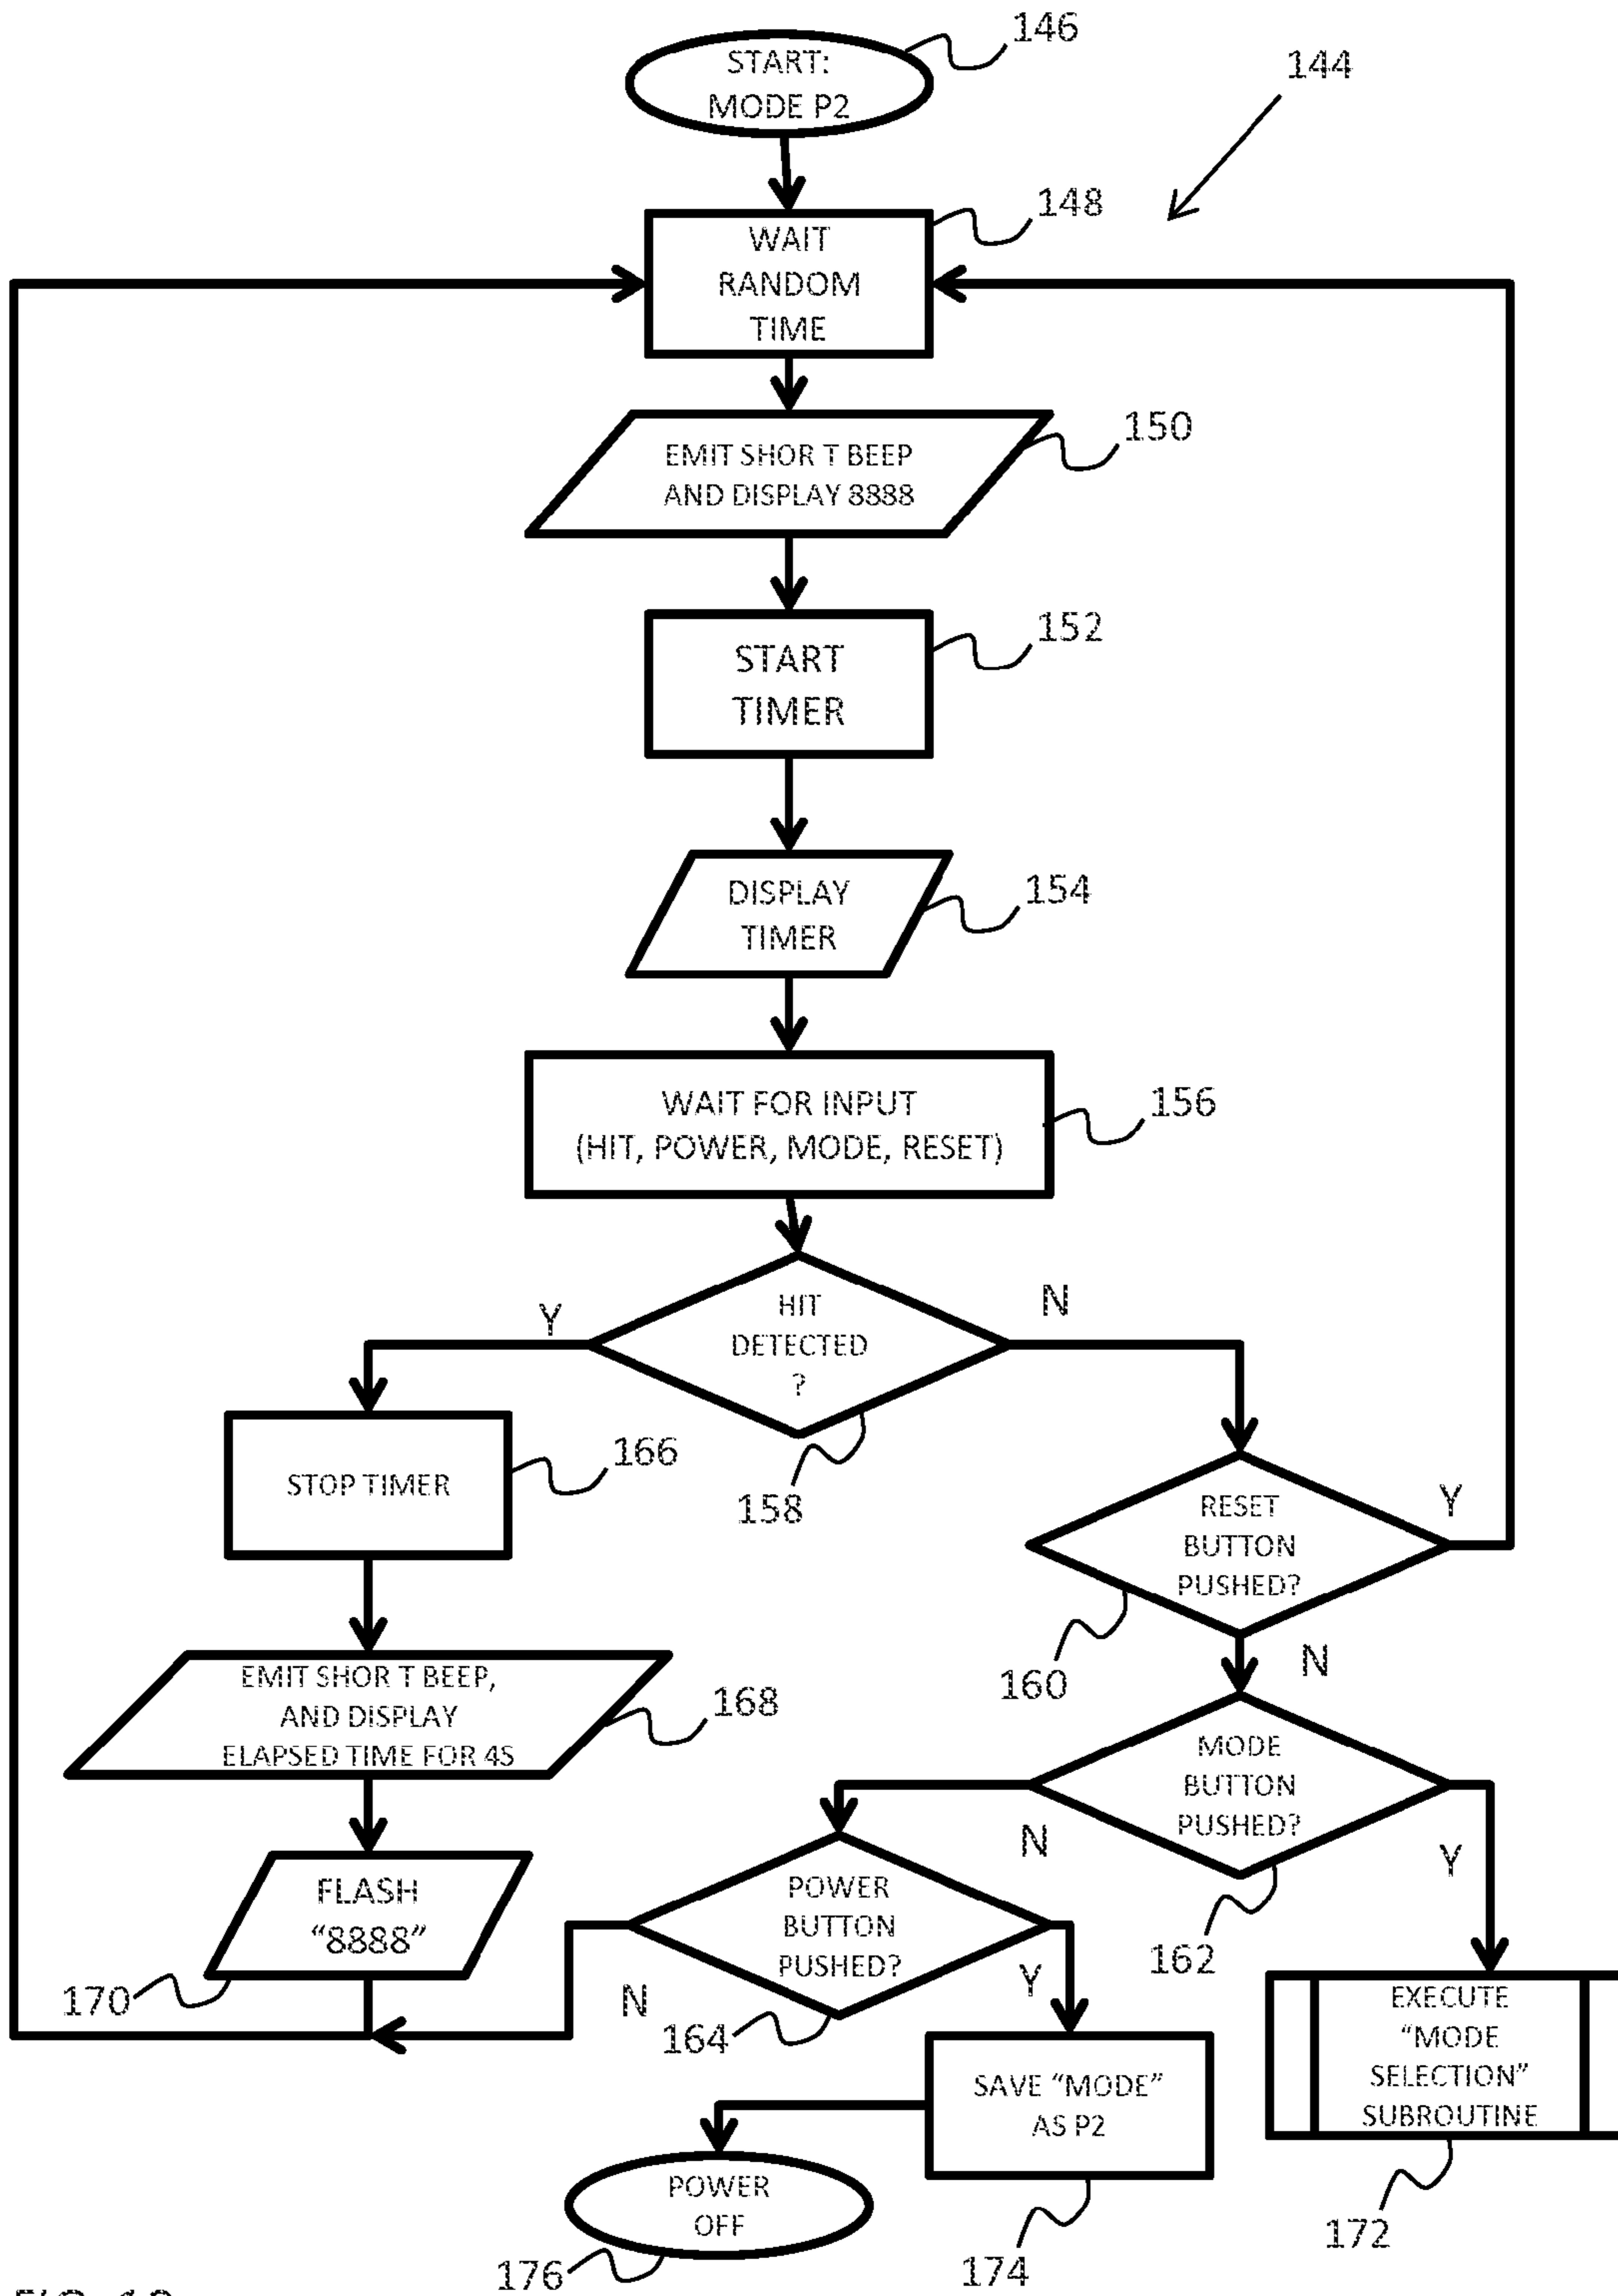 START:
MODE P2
146
144
WAIT
RANDOM
TIME
148
EMIT SHOR T BEEP
AND DISPLAY 8888
150
START
TIMER
152
DISPLAY
TIMER
154
WAIT FOR INPUT
(HIT, POWER, MODE, RESET)
156
HIT
DETECTED
?
Y
N
158
STOP TIMER
166
RESET
BUTTON
PUSHED?
Y
N
160
EMIT SHOR T BEEP,
AND DISPLAY
ELAPSED TIME FOR 4S
168
MODE
BUTTON
PUSHED?
N
Y
162
FLASH
"8888"
170
POWER
BUTTON
PUSHED?
N
Y
164
EXECUTE
"MODE
SELECTION"
SUBROUTINE
172
SAVE "MODE"
AS P2
174
POWER
OFF
176